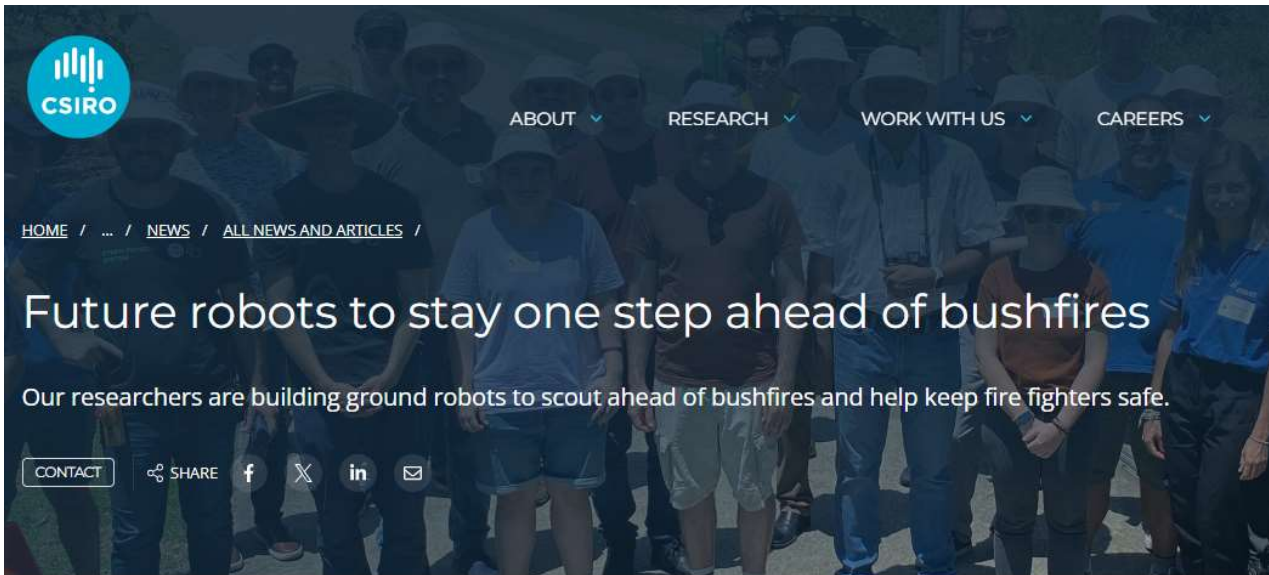 CSIRO
ABOUT
RESEARCH
WORK WITH US
CAREERS
HOME / ... / NEWS / ALL NEWS AND ARTICLES /
Future robots to stay one step ahead of bushfires
Our researchers are building ground robots to scout ahead of bushfires and help keep fire fighters safe.
CONTACT
SHARE